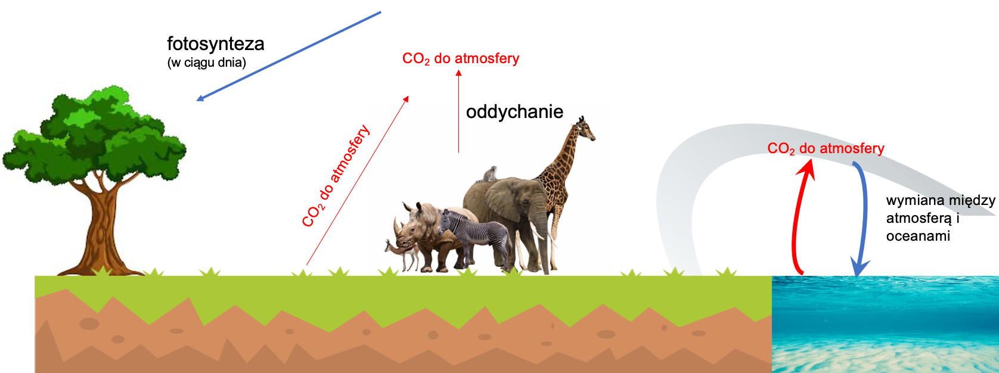 fotosynteza
(w ciągu dnia)
CO₂ do atmosfery
oddychanie
CO₂ do atmosfery
CO₂ do atmosfery
wymiana między
atmosferą i
oceanami